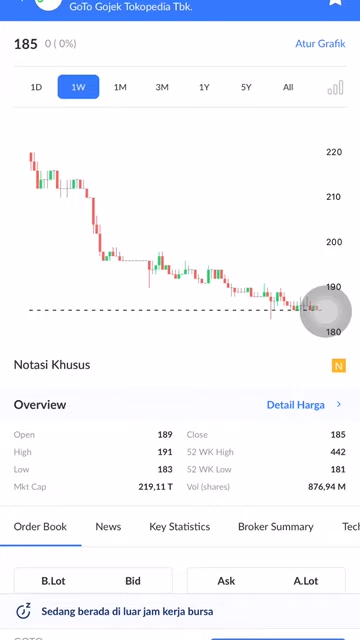 GoTo Gojek Tokopedia Tbk.
185 0 ( 0%) Atur Grafik
1D 1W 1M 3M 1Y 5Y All
220
210
200
190
180
Notasi Khusus N
Overview Detail Harga
Open 189 Close 185
High 191 52 WK High 442
Low 183 52 WK Low 181
Mkt Cap 219,11 T Vol (shares) 876,94 M
Order Book News Key Statistics Broker Summary Tech
B.Lot Bid Ask A.Lot
Sedang berada di luar jam kerja bursa